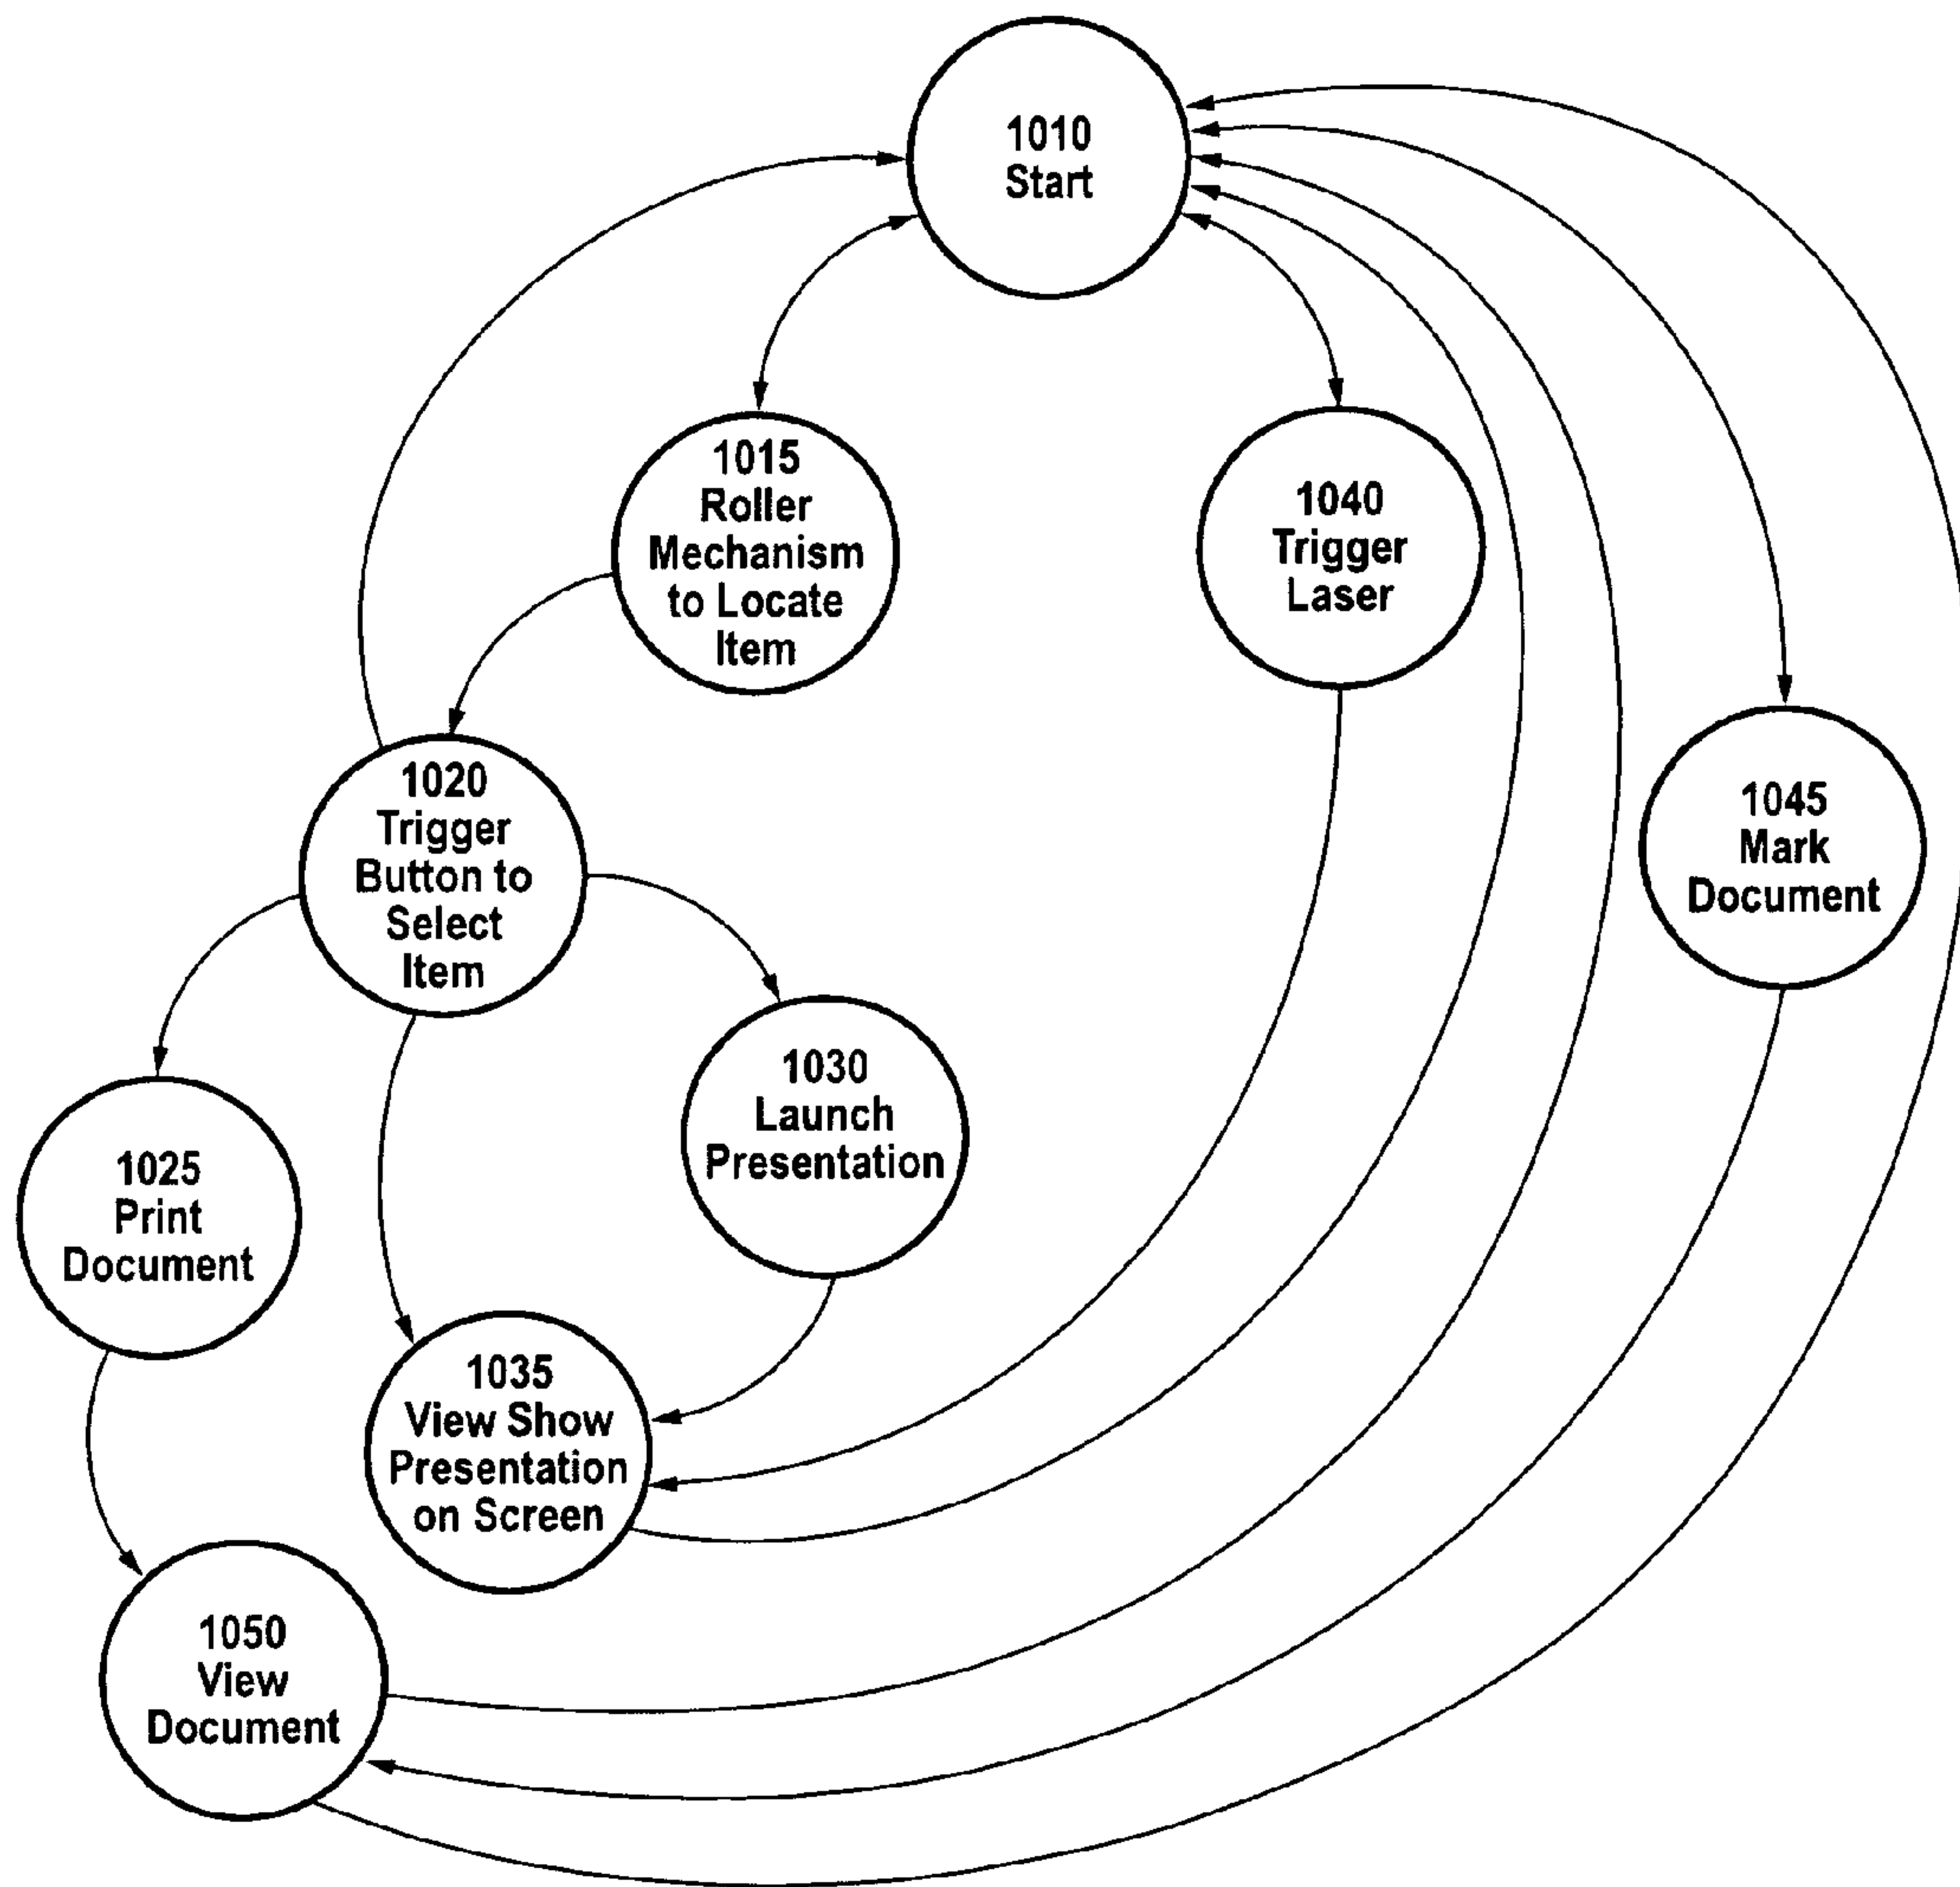 1010
Start
1015
Roller
Mechanism
to Locate
Item
1040
Trigger
Laser
1020
Trigger
Button to
Select
Item
1045
Mark
Document
1030
Launch
Presentation
1025
Print
Document
1035
View Show
Presentation
on Screen
1050
View
Document